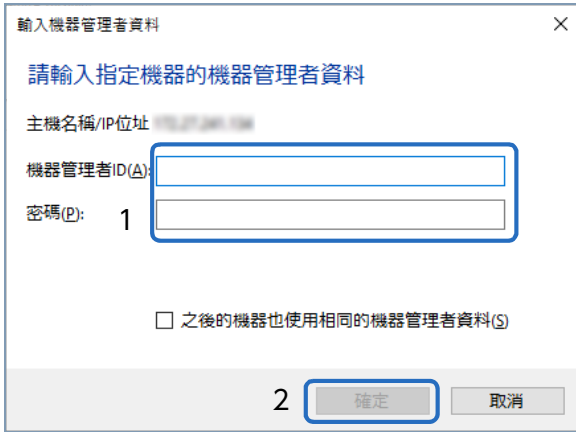 輸入機器管理者資料
請輸入指定機器的機器管理者資料
主機名稱/IP位址
機器管理者ID(A):
密碼(P): 1
之後的機器也使用相同的機器管理者資料(S)
2 確定 取消